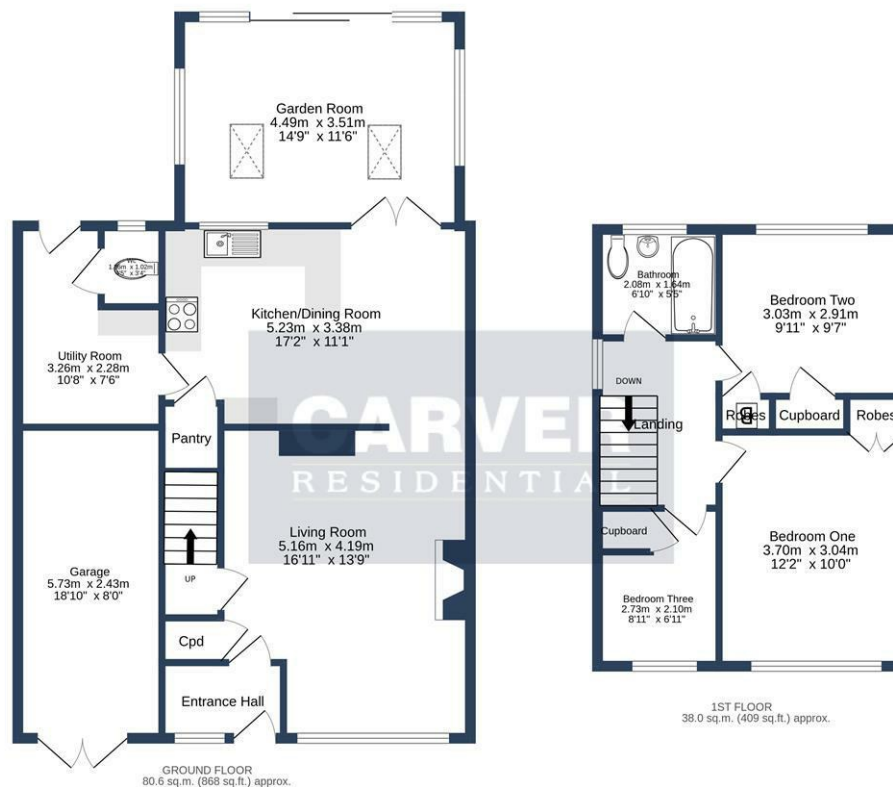 Garden Room
4.49m x 3.51m
14'9" x 11'6"
1.02m
Kitchen/Dining Room
5.23m x 3.38m
17'2" x 11'1"
Utility Room
3.26m x 2.28m
10'8" x 7'6"
Pantry
Living Room
5.16m x 4.19m
16'11" x 13'9"
Garage
5.73m x 2.43m
18'10" x 8'0"
UP
Cpd
Entrance Hall
GROUND FLOOR
80.6 sq.m. (868 sq.ft.) approx.
CARVER
RESIDENTIAL
Bathroom
2.08m x 1.64m
6'10" x 5'5"
Bedroom Two
3.03m x 2.91m
9'11" x 9'7"
DOWN
Landing
Robes
Cupboard
Robes
Cupboard
Bedroom One
3.70m x 3.04m
12'2" x 10'0"
Bedroom Three
2.73m x 2.10m
8'11" x 6'11"
1ST FLOOR
38.0 sq.m. (409 sq.ft.) approx.